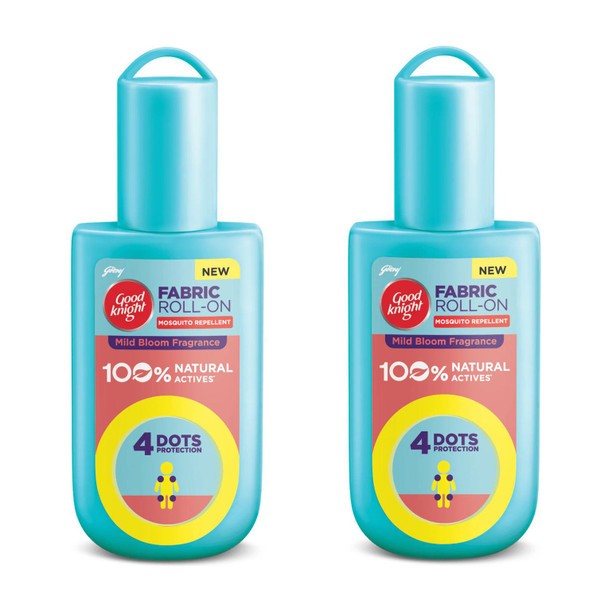 Godrej
NEW
Good
knight
FABRIC
ROLL-ON
MOSQUITO REPELLENT
Mild Bloom Fragrance
100% NATURAL
ACTIVES*
4 DOTS
PROTECTION
Godrej
NEW
Good
knight
FABRIC
ROLL-ON
MOSQUITO REPELLENT
Mild Bloom Fragrance
100% NATURAL
ACTIVES*
4 DOTS
PROTECTION